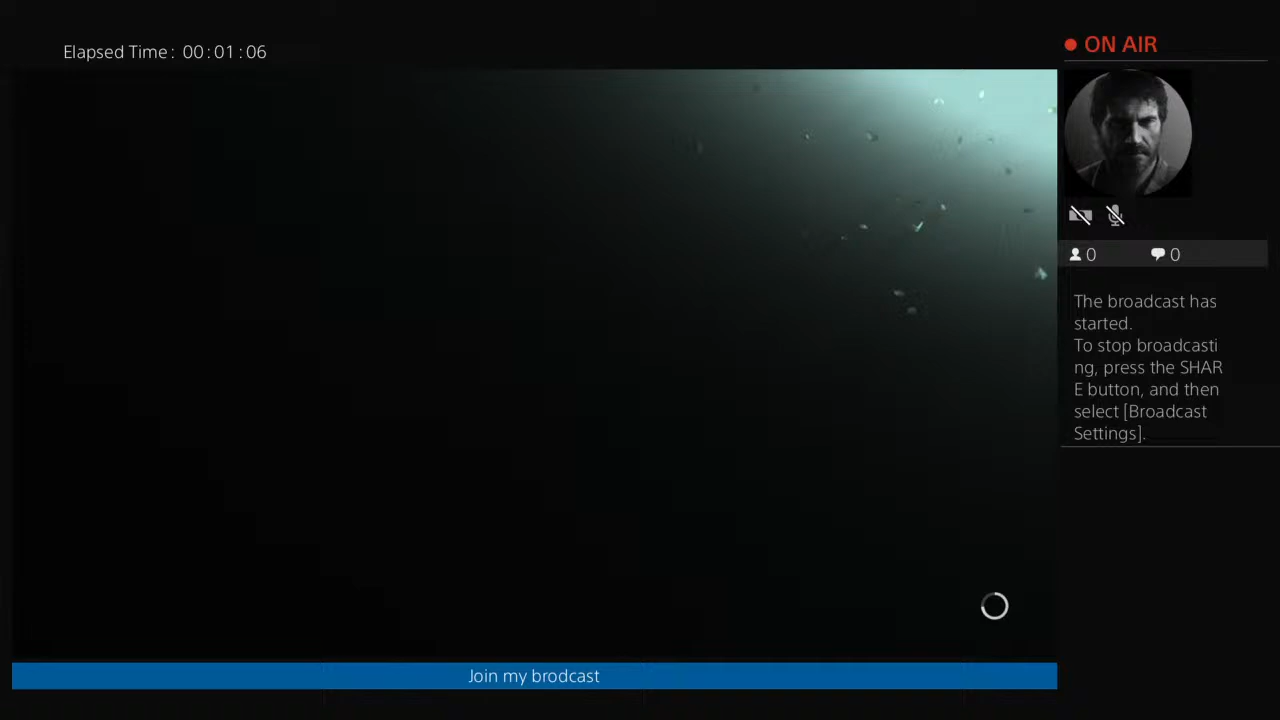 Elapsed Time: 00:01:06
ON AIR
0 0
The broadcast has
started.
To stop broadcasti
ng, press the SHAR
E button, and then
select [Broadcast
Settings].
Join my brodcast